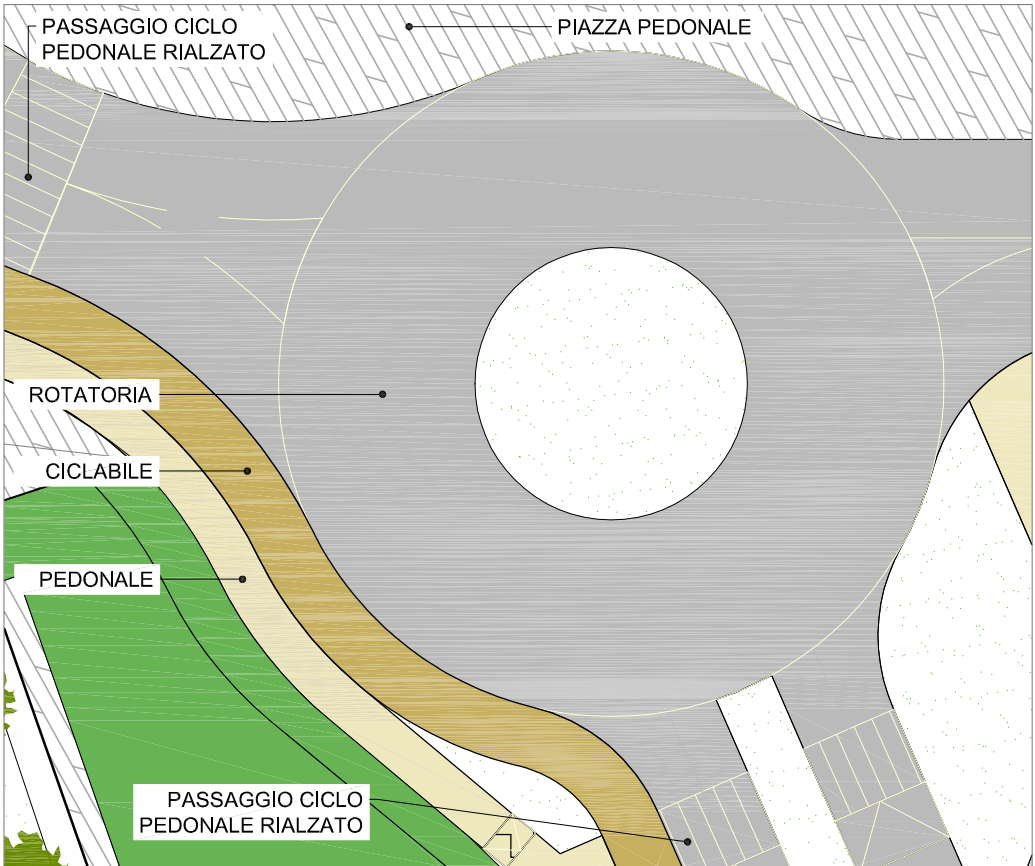 PASSAGGIO CICLO
PEDONALE RIALZATO
PIAZZA PEDONALE
ROTATORIA
CICLABILE
PEDONALE
PASSAGGIO CICLO
PEDONALE RIALZATO